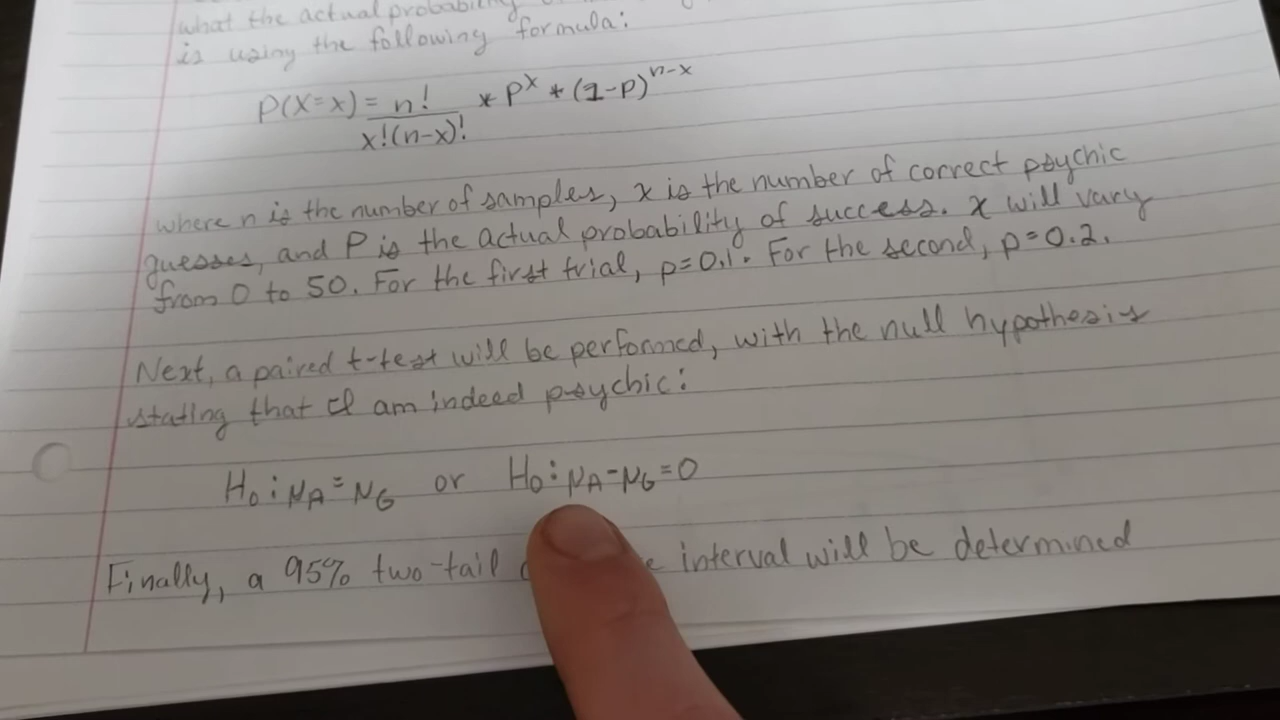 what the actual probability
is using the following formula:
P(X=x) = n!/x!(n-x)! * P^x * (1-P)^n-x
where n is the number of samples, x is the number of correct psychic
guesses, and P is the actual probability of success. x will vary
from 0 to 50. For the first trial, p=0.1. For the second, p=0.2.
Next, a paired t-test will be performed, with the null hypothesis
stating that I am indeed psychic:
H₀: μA = μG or H₀: μA-μG=0
Finally, a 95% two-tail interval will be determined